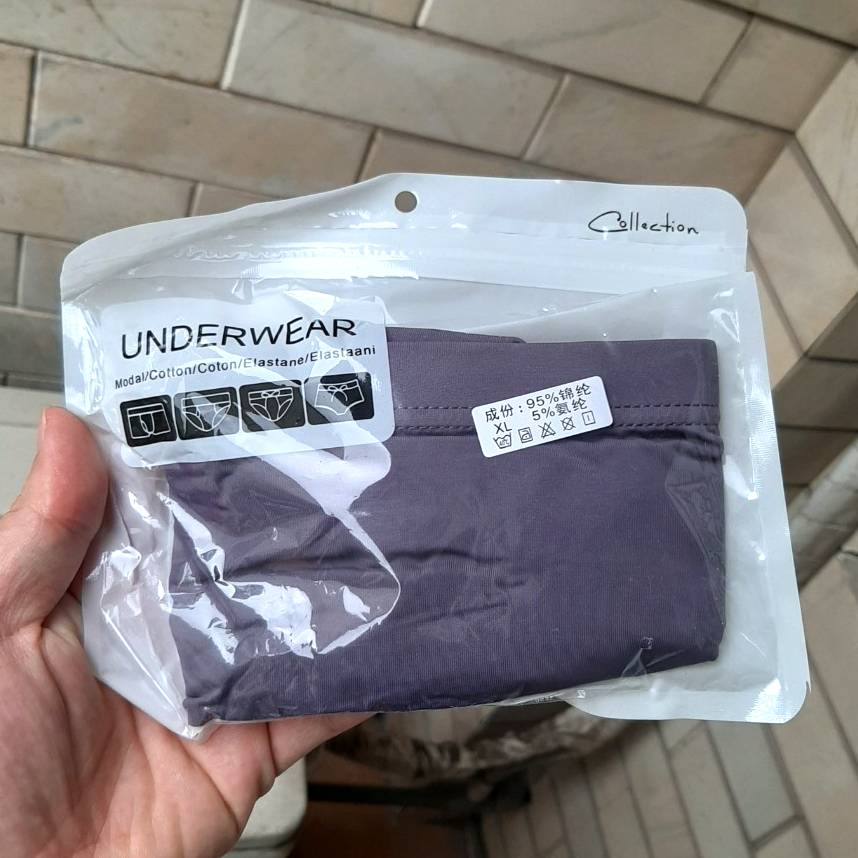 Collection
UNDERWEAR
Modal/Cotton/Coton/Elastane/Elastaani
成份：95%锦纶
XL 5%氨纶